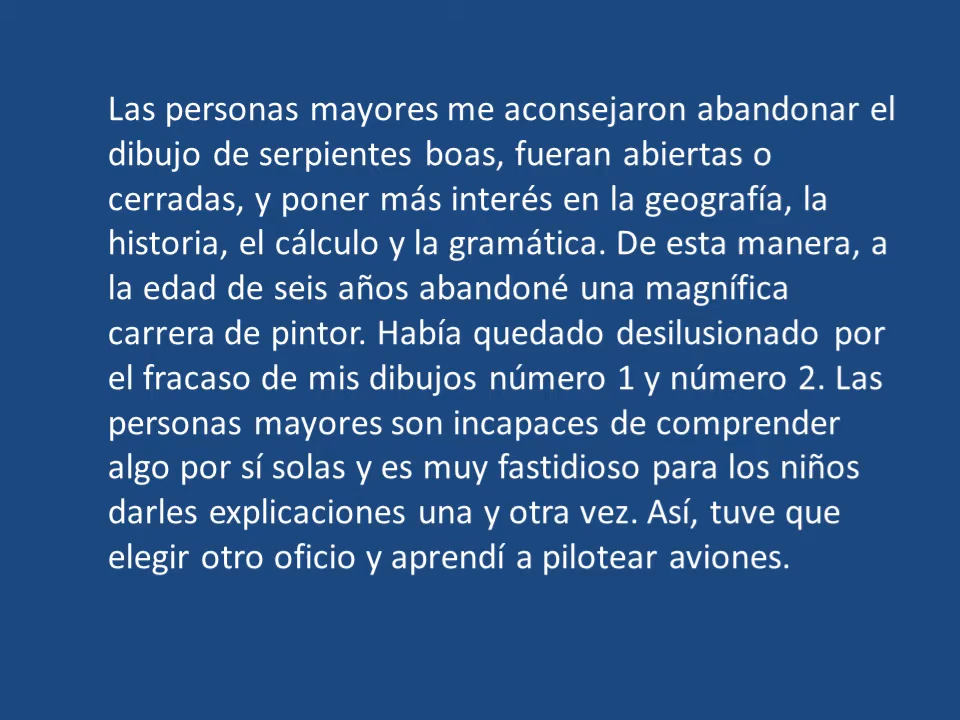 Las personas mayores me aconsejaron abandonar el
dibujo de serpientes boas, fueran abiertas o
cerradas, y poner más interés en la geografía, la
historia, el cálculo y la gramática. De esta manera, a
la edad de seis años abandoné una magnífica
carrera de pintor. Había quedado desilusionado por
el fracaso de mis dibujos número 1 y número 2. Las
personas mayores son incapaces de comprender
algo por sí solas y es muy fastidioso para los niños
darles explicaciones una y otra vez. Así, tuve que
elegir otro oficio y aprendí a pilotear aviones.